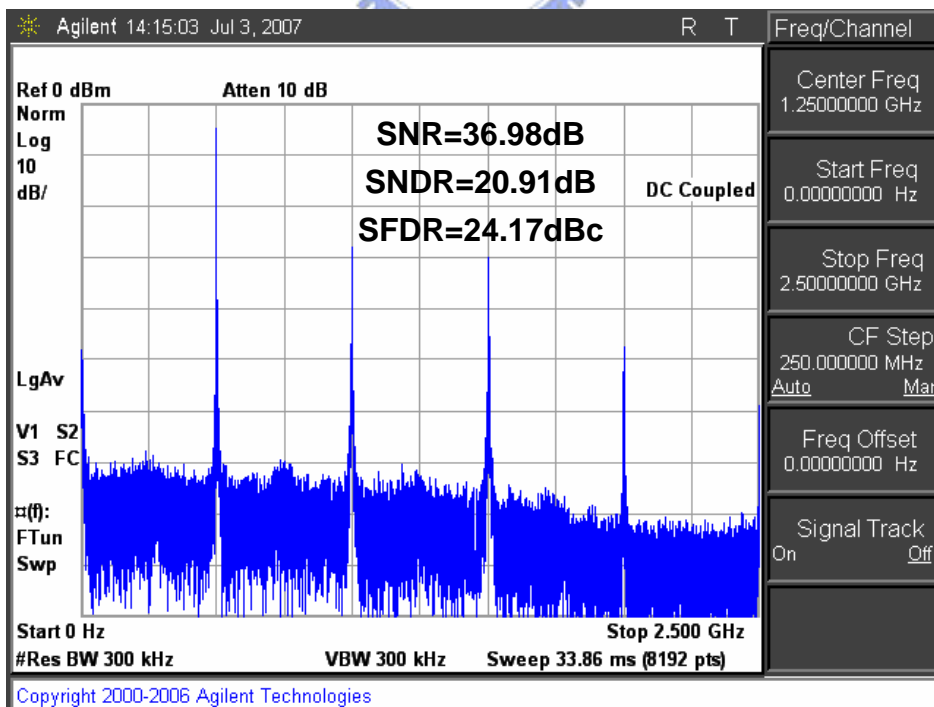 Agilent 14:15:03 Jul 3, 2007 R T
Ref 0 dBm Atten 10 dB
Norm
Log
10
dB/
SNR=36.98dB
SNDR=20.91dB
SFDR=24.17dBc
DC Coupled
LgAv
V1 S2
S3 FC
¤(f):
FTun
Swp
Start 0 Hz Stop 2.500 GHz
#Res BW 300 kHz VBW 300 kHz Sweep 33.86 ms (8192 pts)
Copyright 2000-2006 Agilent Technologies
Freq/Channel
Center Freq
1.25000000 GHz
Start Freq
0.00000000 Hz
Stop Freq
2.50000000 GHz
CF Step
250.000000 MHz
Auto Man
Freq Offset
0.00000000 Hz
Signal Track
On Off